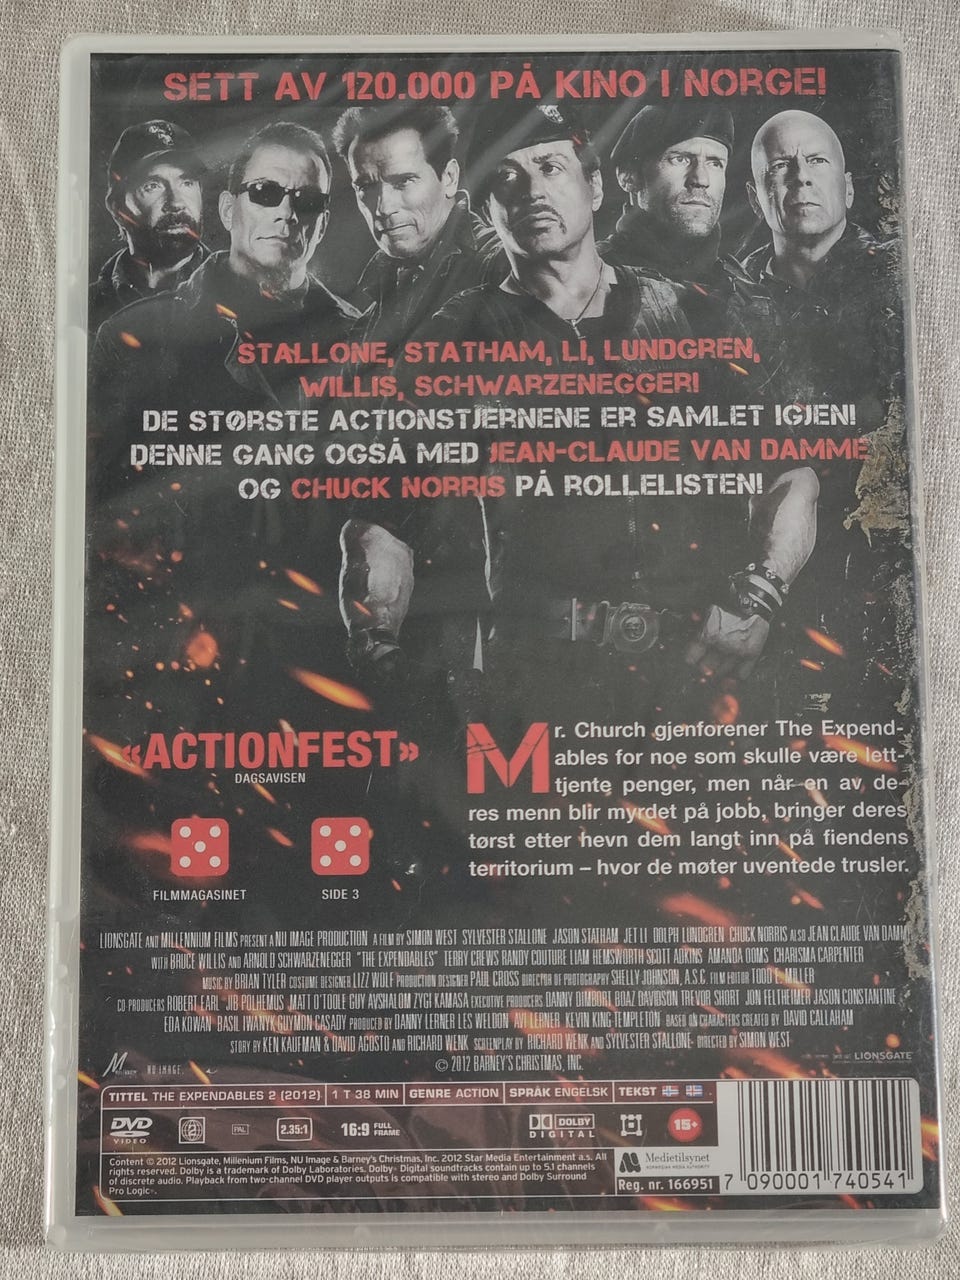 SETT AV 120.000 PÅ KINO I NORGE!
STALLONE, STATHAM, LI, LUNDGREN,
WILLIS, SCHWARZENEGGER!
DE STØRSTE ACTIONSTJERNENE ER SAMLET IGJEN!
DENNE GANG OGSÅ MED JEAN-CLAUDE VAN DAMME
OG CHUCK NORRIS PÅ ROLLELISTEN!
«ACTIONFEST»
DAGSAVISEN
FILMMAGASINET
SIDE 3
Mr. Church gjenforener The Expend-
ables for noe som skulle være lett-
tjente penger, men når en av de-
res menn blir myrdet på jobb, bringer deres
tørst etter hevn dem langt inn på fiendens
territorium – hvor de møter uventede trusler.
LIONSGATE AND MILLENNIUM FILMS PRESENT A NU IMAGE PRODUCTION A FILM BY SIMON WEST SYLVESTER STALLONE JASON STATHAM JET LI DOLPH LUNDGREN CHUCK NORRIS ALSO JEAN CLAUDE VAN DAMM
WITH BRUCE WILLIS AND ARNOLD SCHWARZENEGGER "THE EXPENDABLES" TERRY CREWS RANDY COUTURE LIAM HEMSWORTH SCOTT ADKINS AMANDA OOMS CHARISMA CARPENTER
MUSIC BY BRIAN TYLER COSTUME DESIGNER LIZZ WOLF PRODUCTION DESIGNER PAUL CROSS DIRECTOR OF PHOTOGRAPHY SHELLY JOHNSON, A.S.C. FILM EDITOR TODD E. MILLER
CO PRODUCERS ROBERT EARL JIB POLHEMUS MATT O'TOOLE GUY AVSHALOM ZYGI KAMASA EXECUTIVE PRODUCERS DANNY DIMBORT BOAZ DAVIDSON TREVOR SHORT JON FELTHEIMER JASON CONSTANTINE
EDA KOWAN BASIL IWANYK GUYMON CASADY PRODUCED BY DANNY LERNER LES WELDON AVI LERNER KEVIN KING-TEMPLETON BASED ON CHARACTERS CREATED BY DAVID CALLAHAM
STORY BY KEN KAUFMAN & DAVID AGOSTO AND RICHARD WENK SCREENPLAY BY RICHARD WENK AND SYLVESTER STALLONE DIRECTED BY SIMON WEST
© 2012 BARNEY'S CHRISTMAS, INC.
NU IMAGE
LIONSGATE
TITTEL THE EXPENDABLES 2 (2012) 1 T 38 MIN GENRE ACTION SPRÅK ENGELSK TEKST
DVD VIDEO 2 PAL 2.35:1 16:9 FULL FRAME DOLBY DIGITAL 15+
Content © 2012 Lionsgate, Millenium Films, NU Image & Barney's Christmas, Inc. 2012 Star Media Entertainment a.s. All
rights reserved. Dolby is a trademark of Dolby Laboratories. Dolby Digital soundtracks contain up to 5.1 channels
of discrete audio. Playback from two-channel DVD player outputs is compatible with stereo and Dolby Surround
Pro Logic.
Medietilsynet
NORWEGIAN MEDIA AUTHORITY
Reg. nr. 166951
7 090001 740541